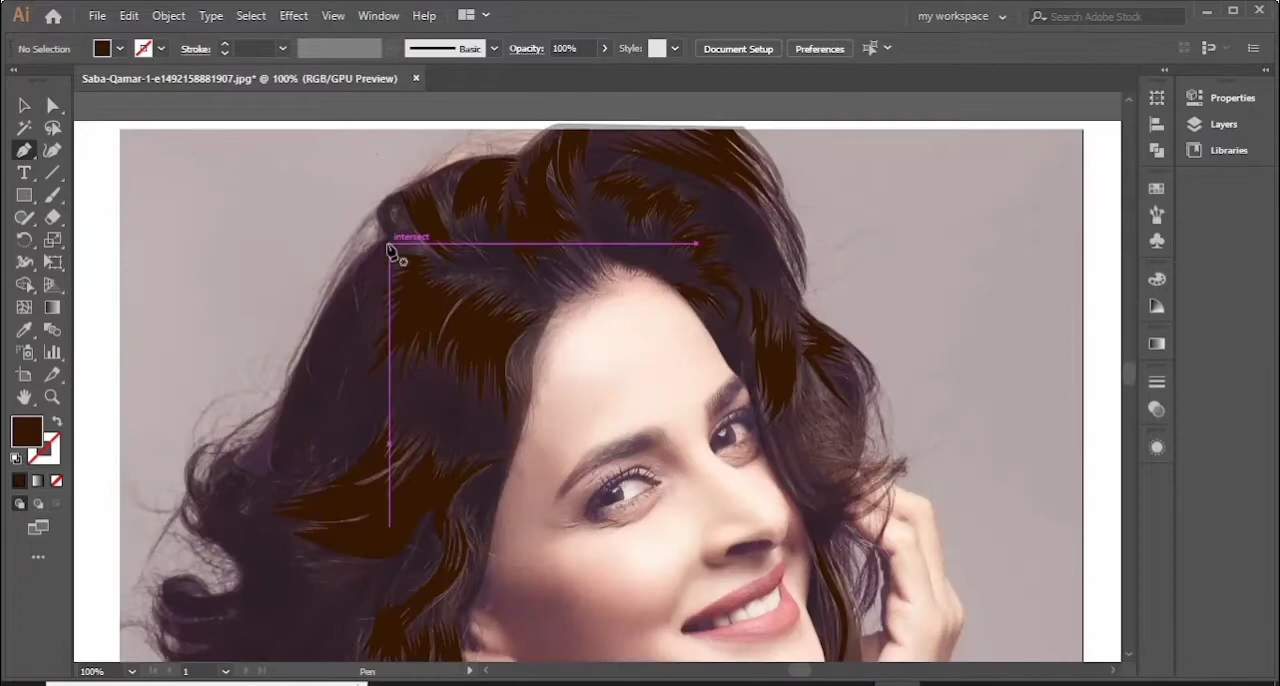 Ai File Edit Object Type Select Effect View Window Help my workspace Search Adobe Stock
No Selection Stroke: Basic Opacity: 100% Style: Document Setup Preferences
Saba-Qamar-1-e1492158881907.jpg* @ 100% (RGB/GPU Preview)
Properties
Layers
Libraries
intersect
100% 1 Pen